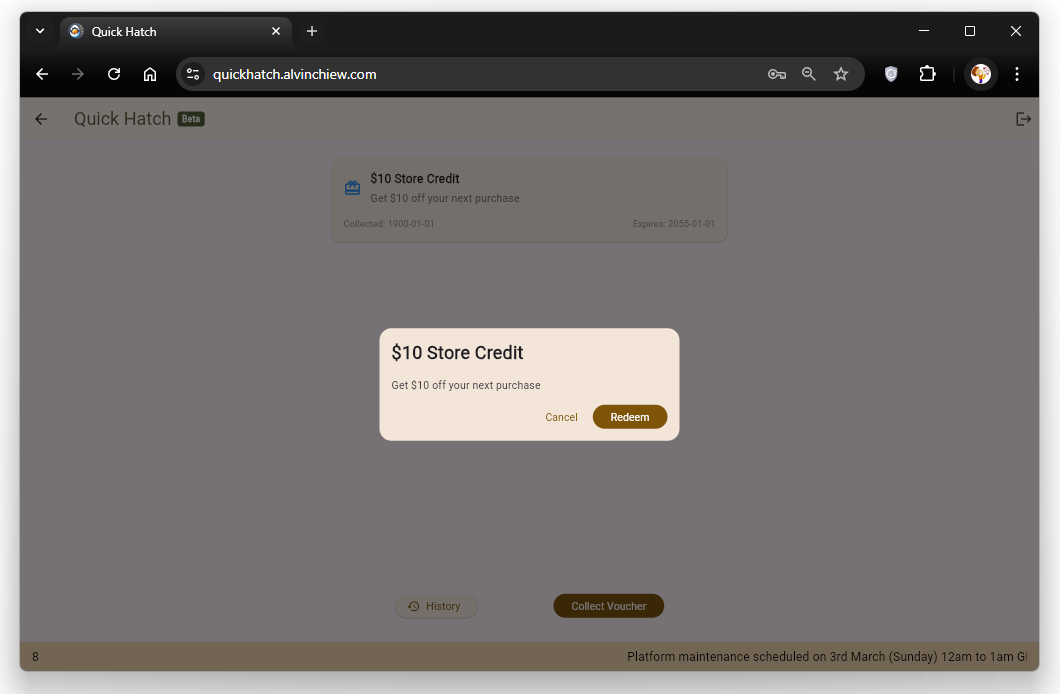 Quick Hatch
quickhatch.alvinchiew.com
Quick Hatch Beta
$10 Store Credit
Get $10 off your next purchase
Collected: 1900-01-01 Expires: 2055-01-01
$10 Store Credit
Get $10 off your next purchase
Cancel Redeem
History Collect Voucher
8 Platform maintenance scheduled on 3rd March (Sunday) 12am to 1am G